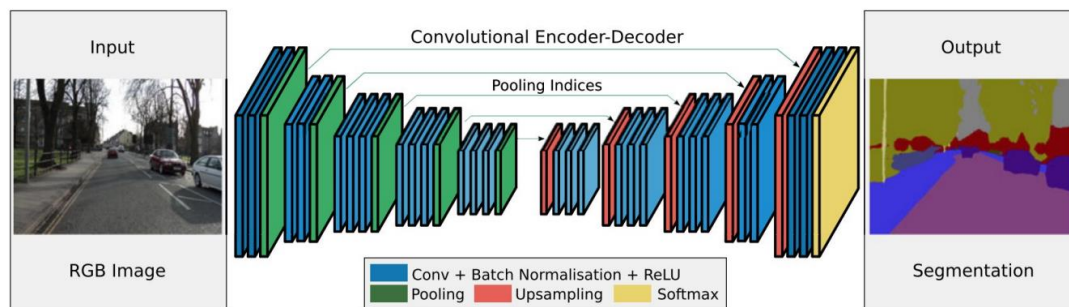 Input
RGB Image
Convolutional Encoder-Decoder
Pooling Indices
Conv + Batch Normalisation + ReLU
Pooling Upsampling Softmax
Output
Segmentation